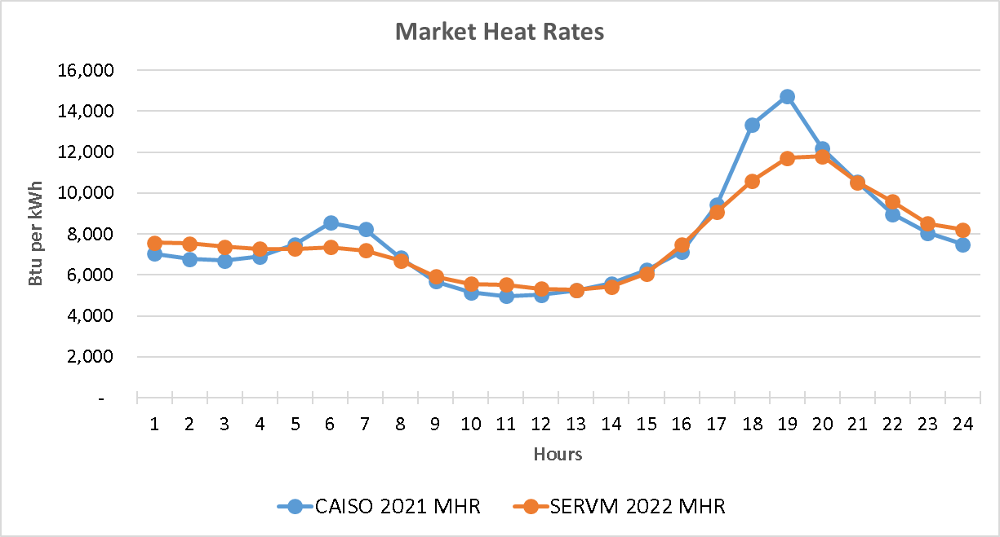 Market Heat Rates
16,000
14,000
12,000
10,000
8,000
6,000
4,000
2,000
-
Btu per kWh
1 2 3 4 5 6 7 8 9 10 11 12 13 14 15 16 17 18 19 20 21 22 23 24
Hours
CAISO 2021 MHR SERVM 2022 MHR